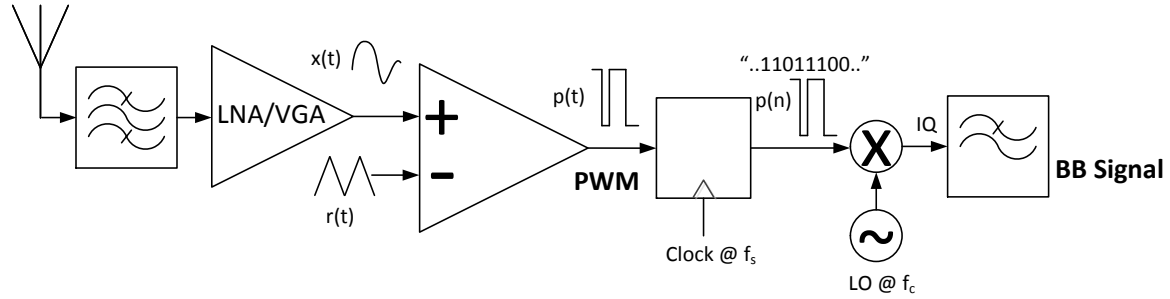 LNA/VGA
x(t)
r(t)
+
-
p(t)
PWM
Clock @ fs
“..11011100..”
p(n)
X
LO @ fc
IQ
BB Signal